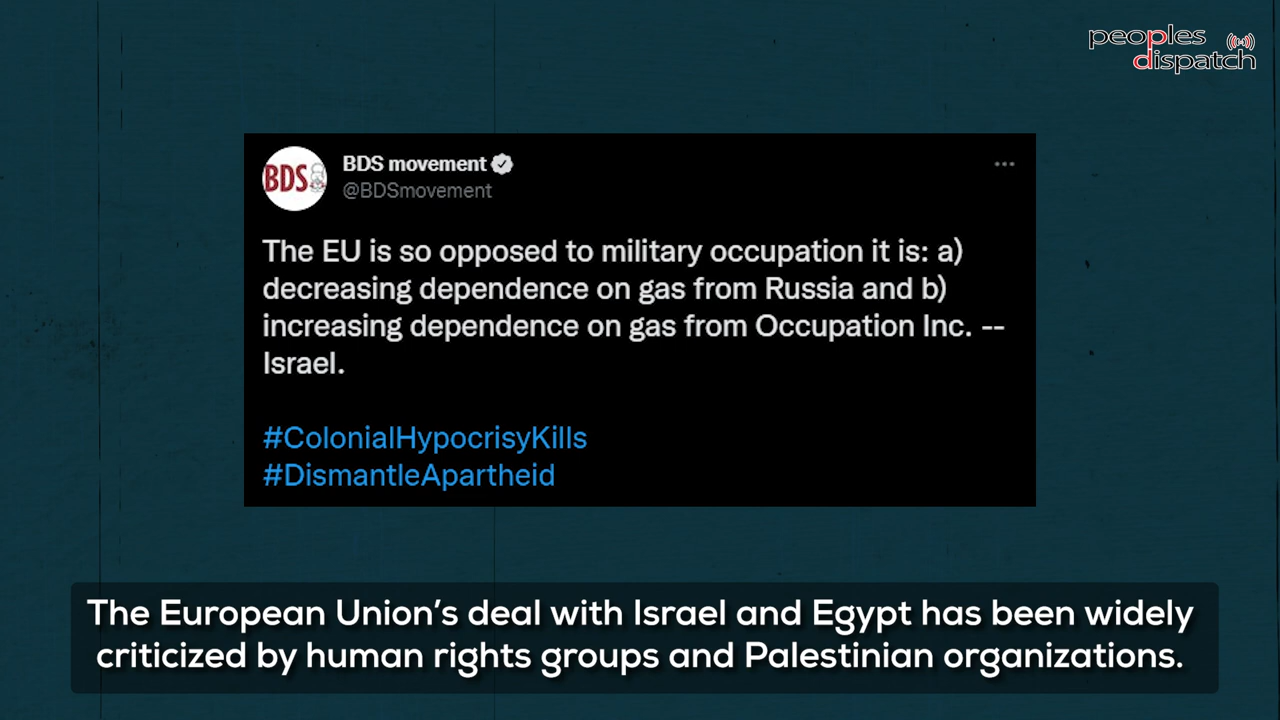 peoples
dispatch
BDS
BDS movement
@BDSmovement
The EU is so opposed to military occupation it is: a)
decreasing dependence on gas from Russia and b)
increasing dependence on gas from Occupation Inc. --
Israel.
#ColonialHypocrisyKills
#DismantleApartheid
The European Union's deal with Israel and Egypt has been widely
criticized by human rights groups and Palestinian organizations.